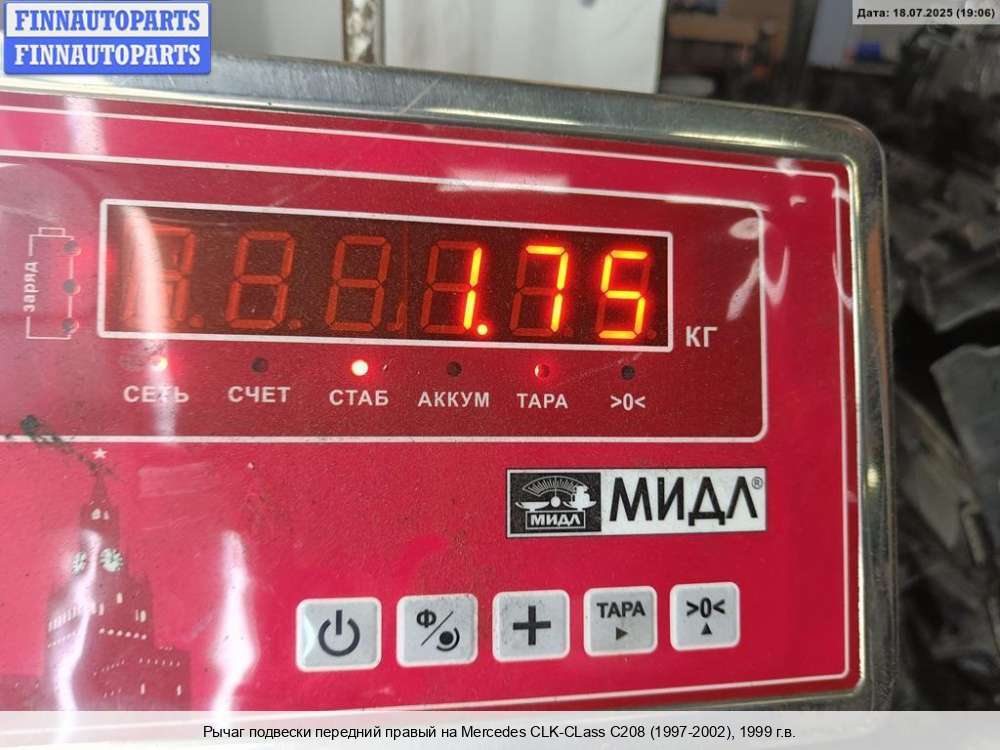 FINNAUTOPARTS
FINNAUTOPARTS
Дата: 18.07.2025 (19:06)
заряд
1.75
КГ
СЕТЬ СЧЕТ СТАБ АККУМ ТАРА >0<
МИДЛ
МИДЛ®
Ф/
+
ТАРА
>0<
Рычаг подвески передний правый на Mercedes CLK-CLass C208 (1997-2002), 1999 г.в.